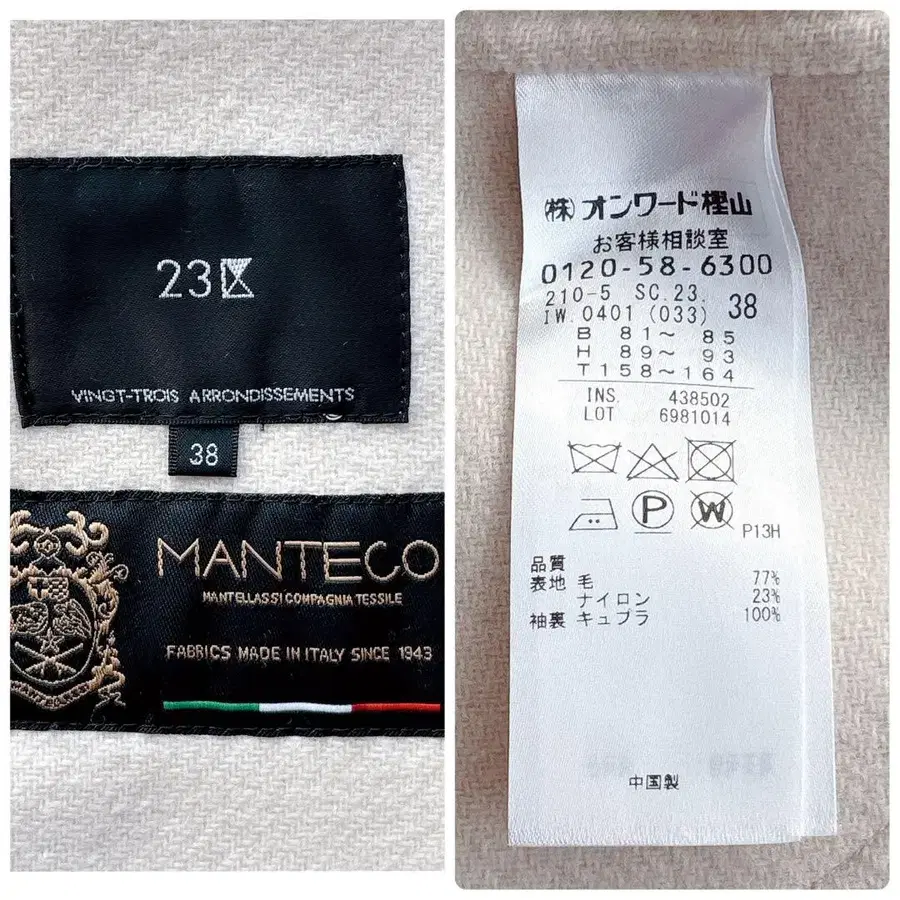 23区
VINGT-TROIS ARRONDISSEMENTS
38
MANTECO
MANTELLASSI COMPAGNIA TESSILE
FABRICS MADE IN ITALY SINCE 1943
(株)オンワード樫山
お客様相談室
0120-58-6300
210-5 SC.23.
IW.0401 (033) 38
B 81~ 85
H 89~ 93
T 158~164
INS. 438502
LOT 6981014
P W
P13H
品質
表地 毛 77%
ナイロン 23%
袖裏 キュプラ 100%
中国製